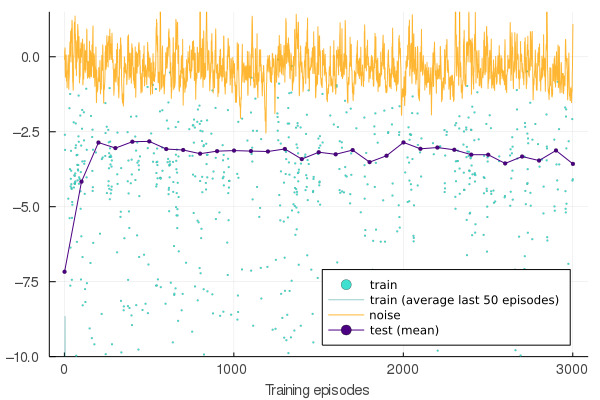 0.0
−2.5
−5.0
−7.5
−10.0
0
1000
2000
3000
Training episodes
train
train (average last 50 episodes)
noise
test (mean)